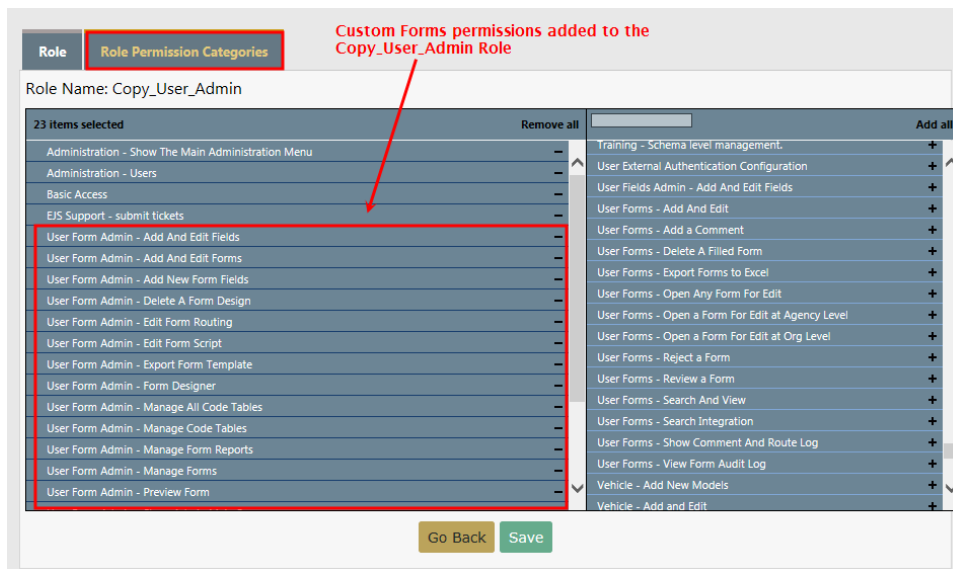 Custom Forms permissions added to the
Copy_User_Admin Role
Role
Role Permission Categories
Role Name: Copy_User_Admin
23 items selected
Remove all
Administration - Show The Main Administration Menu
Administration - Users
Basic Access
EJS Support - submit tickets
User Form Admin - Add And Edit Fields
User Form Admin - Add And Edit Forms
User Form Admin - Add New Form Fields
User Form Admin - Delete A Form Design
User Form Admin - Edit Form Routing
User Form Admin - Edit Form Script
User Form Admin - Export Form Template
User Form Admin - Form Designer
User Form Admin - Manage All Code Tables
User Form Admin - Manage Code Tables
User Form Admin - Manage Form Reports
User Form Admin - Manage Forms
User Form Admin - Preview Form
Add all
Training - Schema level management.
User External Authentication Configuration
User Fields Admin - Add And Edit Fields
User Forms - Add And Edit
User Forms - Add a Comment
User Forms - Delete A Filled Form
User Forms - Export Forms to Excel
User Forms - Open Any Form For Edit
User Forms - Open a Form For Edit at Agency Level
User Forms - Open a Form For Edit at Org Level
User Forms - Reject a Form
User Forms - Review a Form
User Forms - Search And View
User Forms - Search Integration
User Forms - Show Comment And Route Log
User Forms - View Form Audit Log
Vehicle - Add New Models
Vehicle - Add and Edit
Go Back
Save